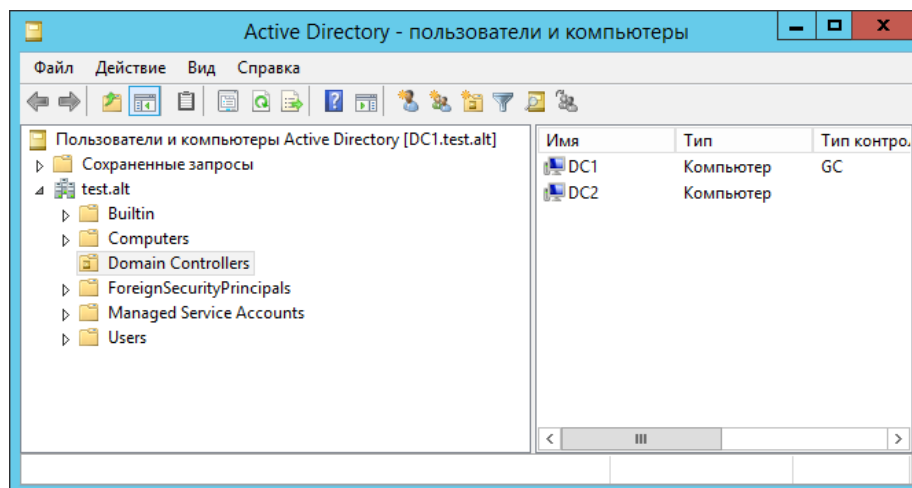 Active Directory - пользователи и компьютеры
Файл Действие Вид Справка
Пользователи и компьютеры Active Directory [DC1.test.alt]
Сохраненные запросы
test.alt
Builtin
Computers
Domain Controllers
ForeignSecurityPrincipals
Managed Service Accounts
Users
Имя Тип Тип контро.
DC1 Компьютер GC
DC2 Компьютер